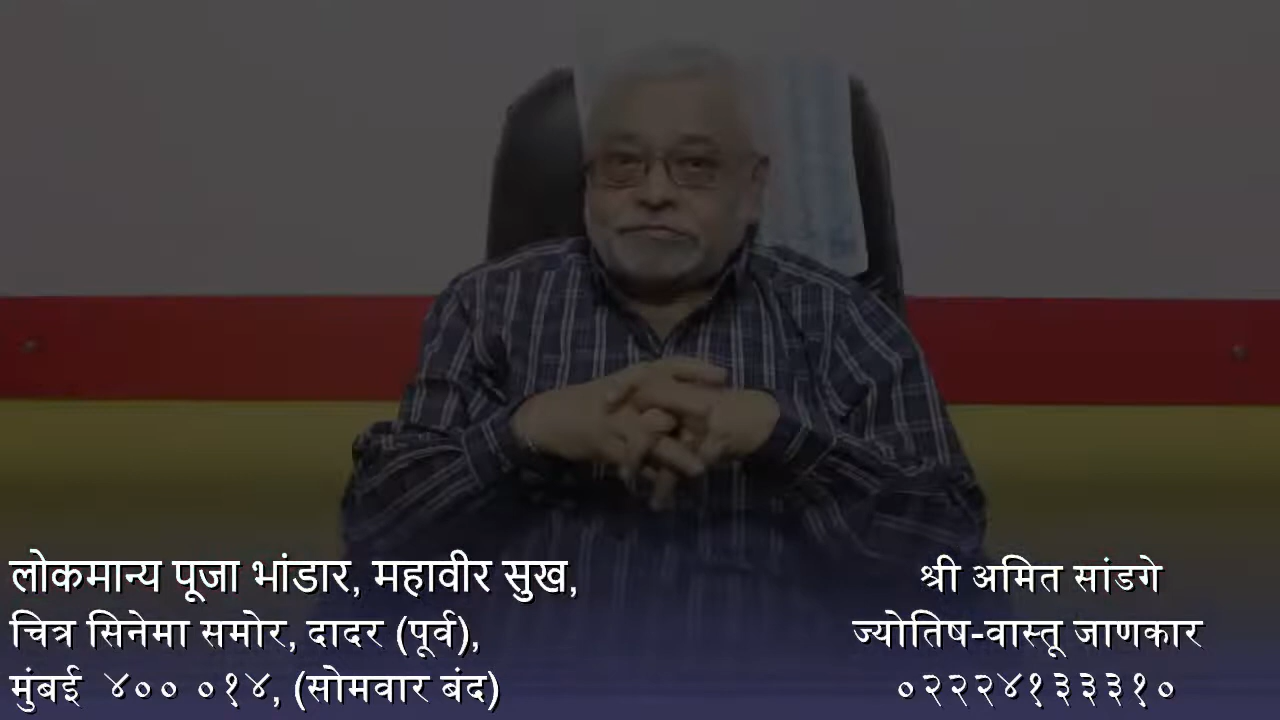 लोकमान्य पूजा भांडार, महावीर सुख,
चित्र सिनेमा समोर, दादर (पूर्व),
मुंबई ४०० ०१४, (सोमवार बंद)
श्री अमित सांडगे
ज्योतिष-वास्तू जाणकार
०२२२४१३३३१०